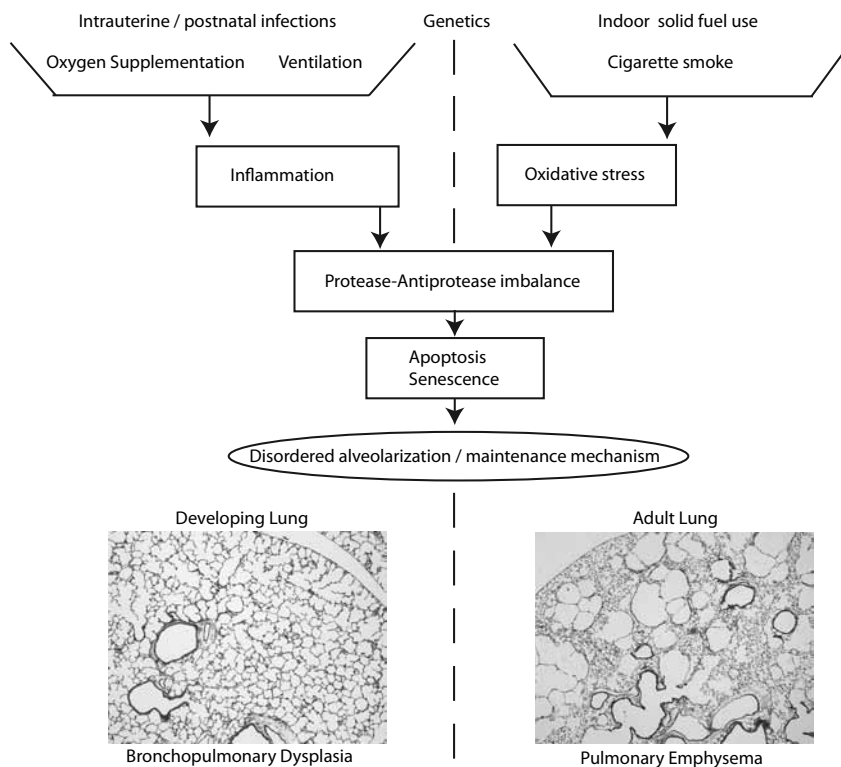 Intrauterine / postnatal infections
Genetics
Indoor solid fuel use
Oxygen Supplementation
Ventilation
Cigarette smoke
Inflammation
Oxidative stress
Protease-Antiprotease imbalance
Apoptosis
Senescence
Disordered alveolarization / maintenance mechanism
Developing Lung
Adult Lung
Bronchopulmonary Dysplasia
Pulmonary Emphysema